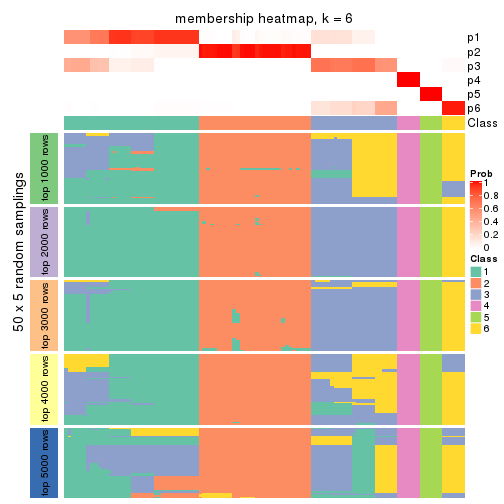 membership heatmap, k = 6
p1
p2
p3
p4
p5
p6
Class
50 x 5 random samplings
top 1000 rows
top 2000 rows
top 3000 rows
top 4000 rows
top 5000 rows
Prob
1
0.8
0.6
0.4
0.2
0
Class
1
2
3
4
5
6